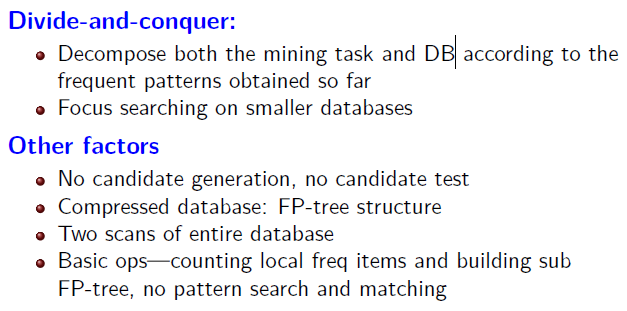 Divide-and-conquer:
Decompose both the mining task and DB according to the
frequent patterns obtained so far
Focus searching on smaller databases
Other factors
No candidate generation, no candidate test
Compressed database: FP-tree structure
Two scans of entire database
Basic ops—counting local freq items and building sub
FP-tree, no pattern search and matching